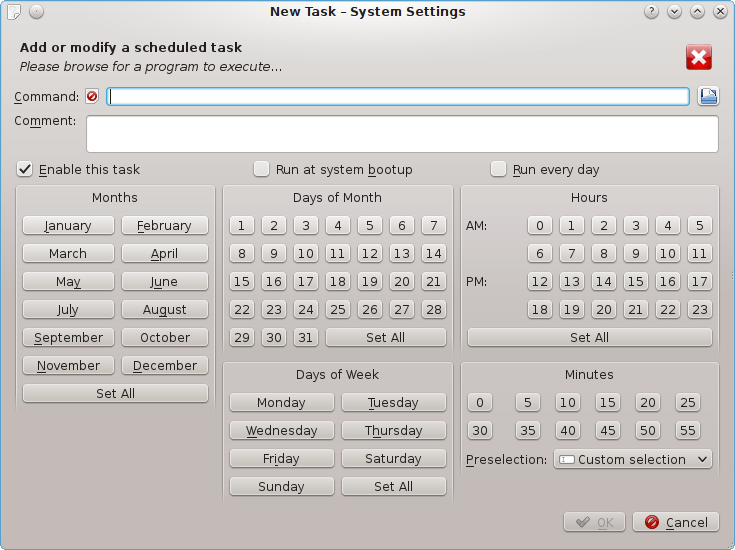 New Task – System Settings
Add or modify a scheduled task
Please browse for a program to execute...
Command:
Comment:
Enable this task Run at system bootup Run every day
Months
January February
March April
May June
July August
September October
November December
Set All
Days of Month
1 2 3 4 5 6 7
8 9 10 11 12 13 14
15 16 17 18 19 20 21
22 23 24 25 26 27 28
29 30 31 Set All
Days of Week
Monday Tuesday
Wednesday Thursday
Friday Saturday
Sunday Set All
Hours
AM: 0 1 2 3 4 5
6 7 8 9 10 11
PM: 12 13 14 15 16 17
18 19 20 21 22 23
Set All
Minutes
0 5 10 15 20 25
30 35 40 45 50 55
Preselection: Custom selection
OK Cancel